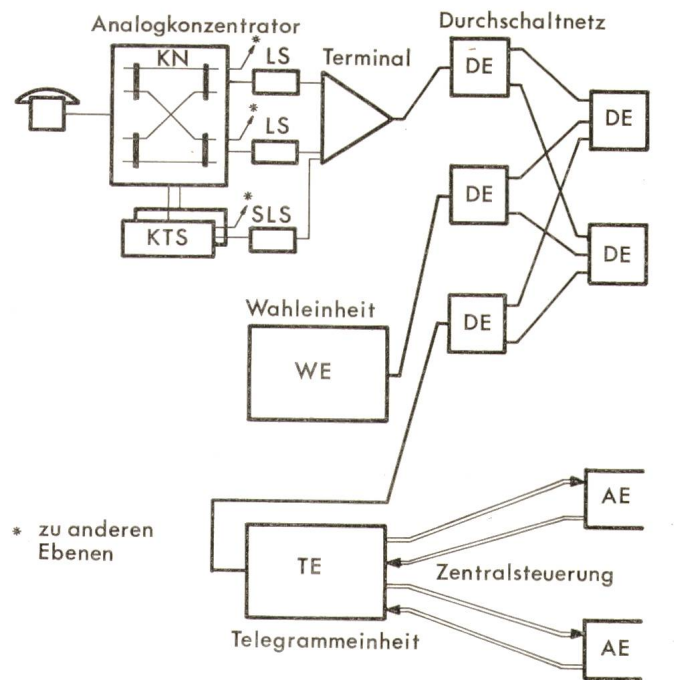 Durchschaltnetz
Analogkonzentrator
KN
*
LS
Terminal
DE
*
LS
DE
*
SLS
KTS
DE
DE
Wahleinheit
DE
WE
AE
* zu anderen
Ebenen
TE
Zentralsteuerung
Telegrammeinheit
AE